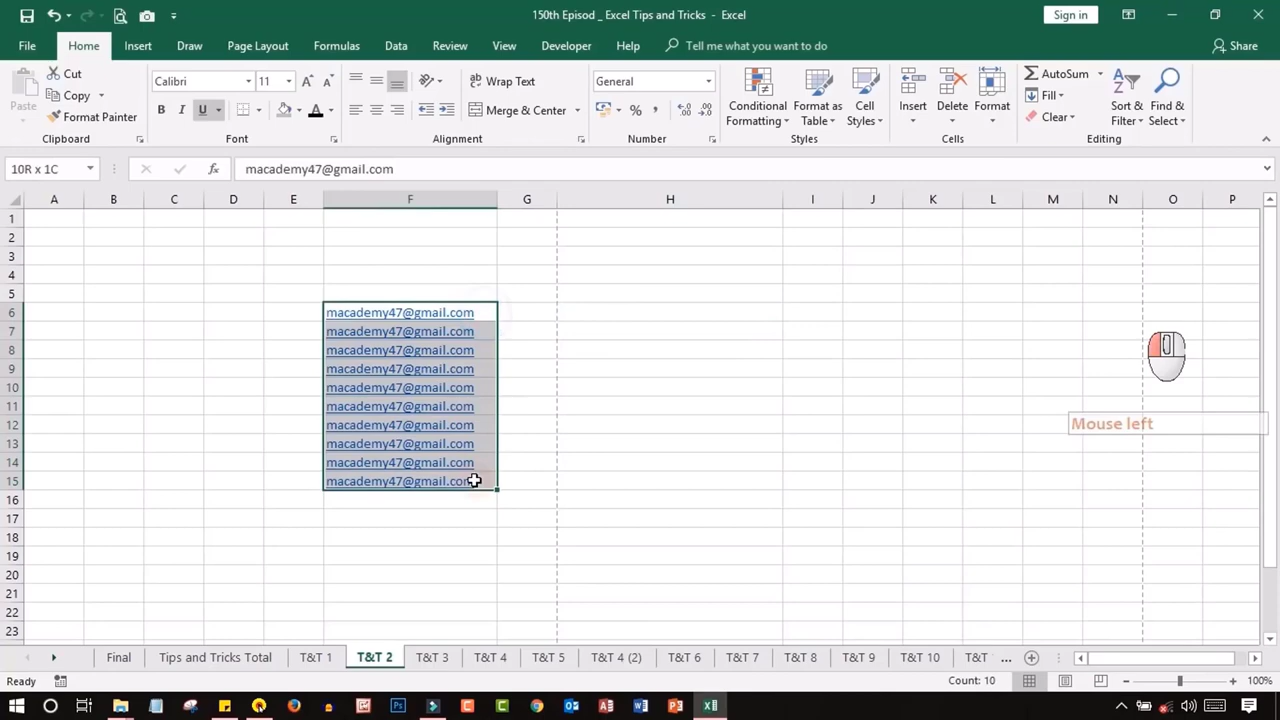 150th Episod _ Excel Tips and Tricks - Excel
Sign in
File Home Insert Draw Page Layout Formulas Data Review View Developer Help Tell me what you want to do Share
Paste
Cut
Copy
Format Painter
Clipboard
Calibri 11
B I U
Font
Wrap Text
Merge & Center
Alignment
General
Number
Conditional Formatting
Format as Table
Cell Styles
Styles
Insert
Delete
Format
Cells
AutoSum
Fill
Clear
Sort & Filter
Find & Select
Editing
10R x 1C
fx
macademy47@gmail.com
A B C D E F G H I J K L M N O P
1
2
3
4
5
6 macademy47@gmail.com
7 macademy47@gmail.com
8 macademy47@gmail.com
9 macademy47@gmail.com
10 macademy47@gmail.com
11 macademy47@gmail.com
12 macademy47@gmail.com
13 macademy47@gmail.com
14 macademy47@gmail.com
15 macademy47@gmail.com
16
17
18
19
20
21
22
23
Mouse left
Final Tips and Tricks Total T&T 1 T&T 2 T&T 3 T&T 4 T&T 5 T&T 4 (2) T&T 6 T&T 7 T&T 8 T&T 9 T&T 10 T&T ...
Ready
Count: 10
100%